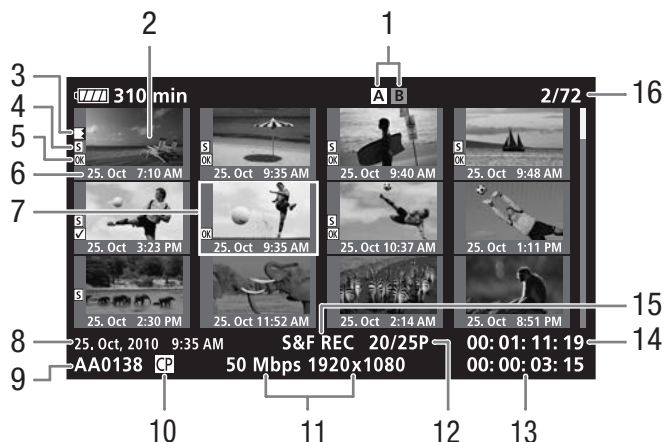 1
2
3
4
5
6
7
8
9
10
11
12
13
14
15
16
310 min A B 2/72
S S S S
OK OK OK OK
25. Oct 7:10 AM 25. Oct 9:35 AM 25. Oct 9:40 AM 25. Oct 9:48 AM
S S
OK OK
25. Oct 3:23 PM 25. Oct 9:35 AM 25. Oct 10:37 AM 25. Oct 1:11 PM
S
25. Oct 2:30 PM 25. Oct 11:52 AM 25. Oct 2:14 AM 25. Oct 8:51 PM
25. Oct, 2010 9:35 AM S&F REC 20/25P 00: 01: 11: 19
AA0138 CP 50 Mbps 1920x1080 00: 00: 03: 15